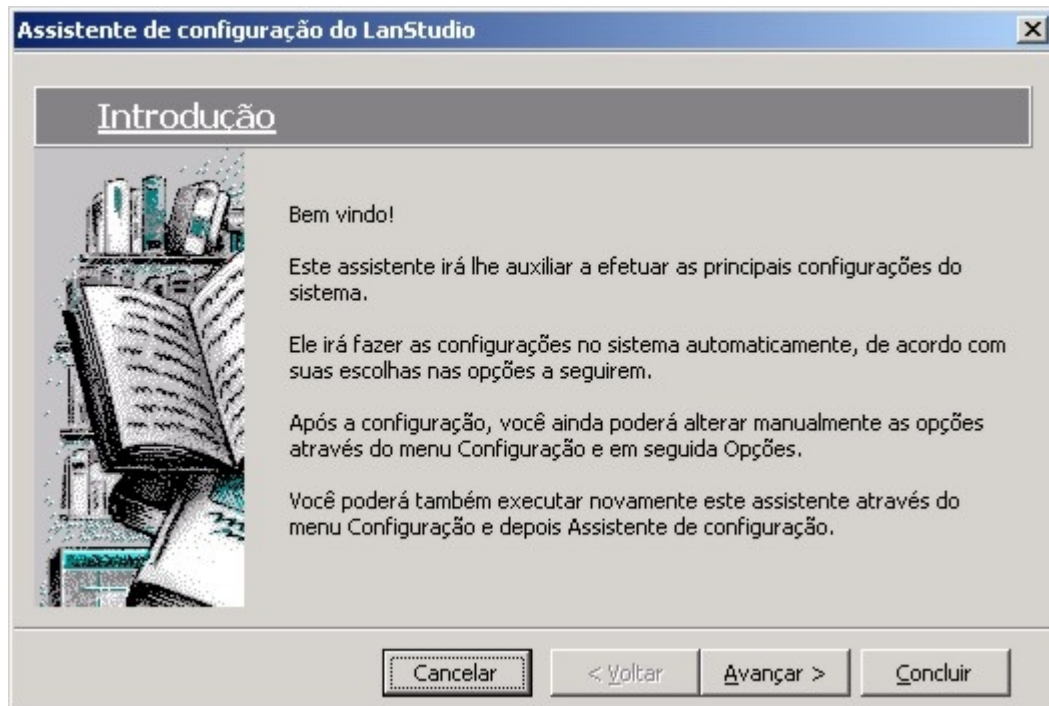 Assistente de configuração do LanStudio
Introdução
Bem vindo!
Este assistente irá lhe auxiliar a efetuar as principais configurações do
sistema.
Ele irá fazer as configurações no sistema automaticamente, de acordo com
suas escolhas nas opções a seguirem.
Após a configuração, você ainda poderá alterar manualmente as opções
através do menu Configuração e em seguida Opções.
Você poderá também executar novamente este assistente através do
menu Configuração e depois Assistente de configuração.
Cancelar < Voltar Avançar > Concluir